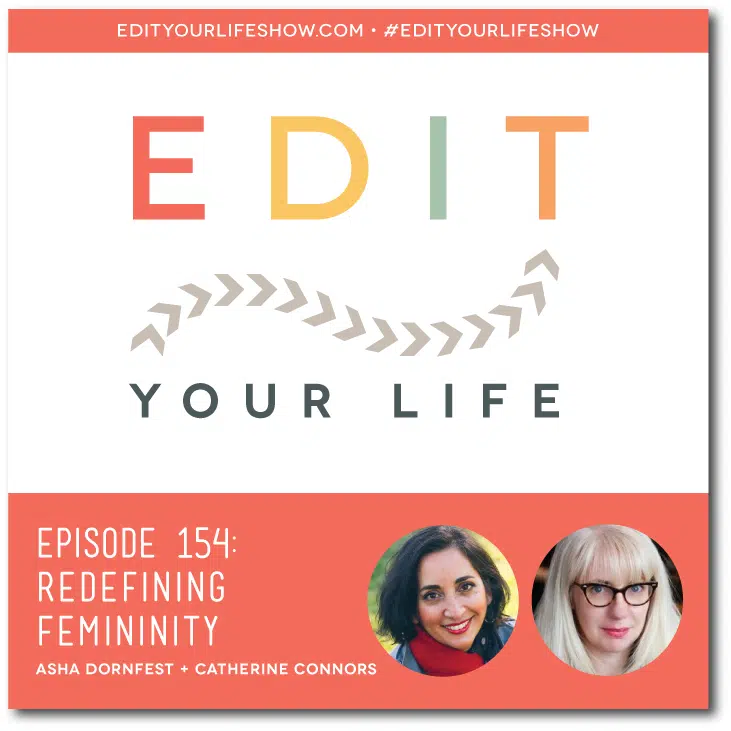 EDITYOURLIFESHOW.COM • #EDITYOURLIFESHOW
EDIT
YOUR LIFE
EPISODE 154:
REDEFINING
FEMININITY
ASHA DORNFEST + CATHERINE CONNORS